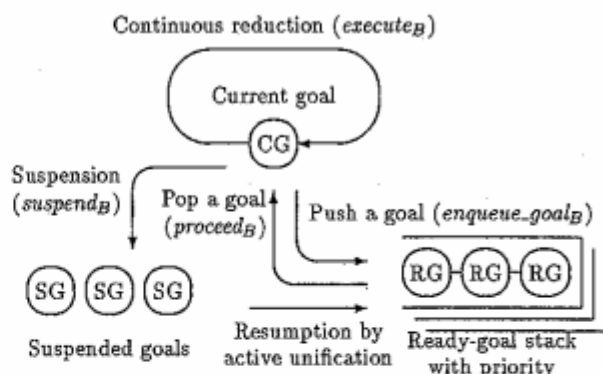 Continuous reduction (execute_B)
Current goal
CG
Suspension
(suspend_B)
Pop a goal
(proceed_B)
Push a goal (enqueue_goal_B)
SG SG SG
RG RG RG
Suspended goals
Resumption by
active unification
Ready-goal stack
with priority